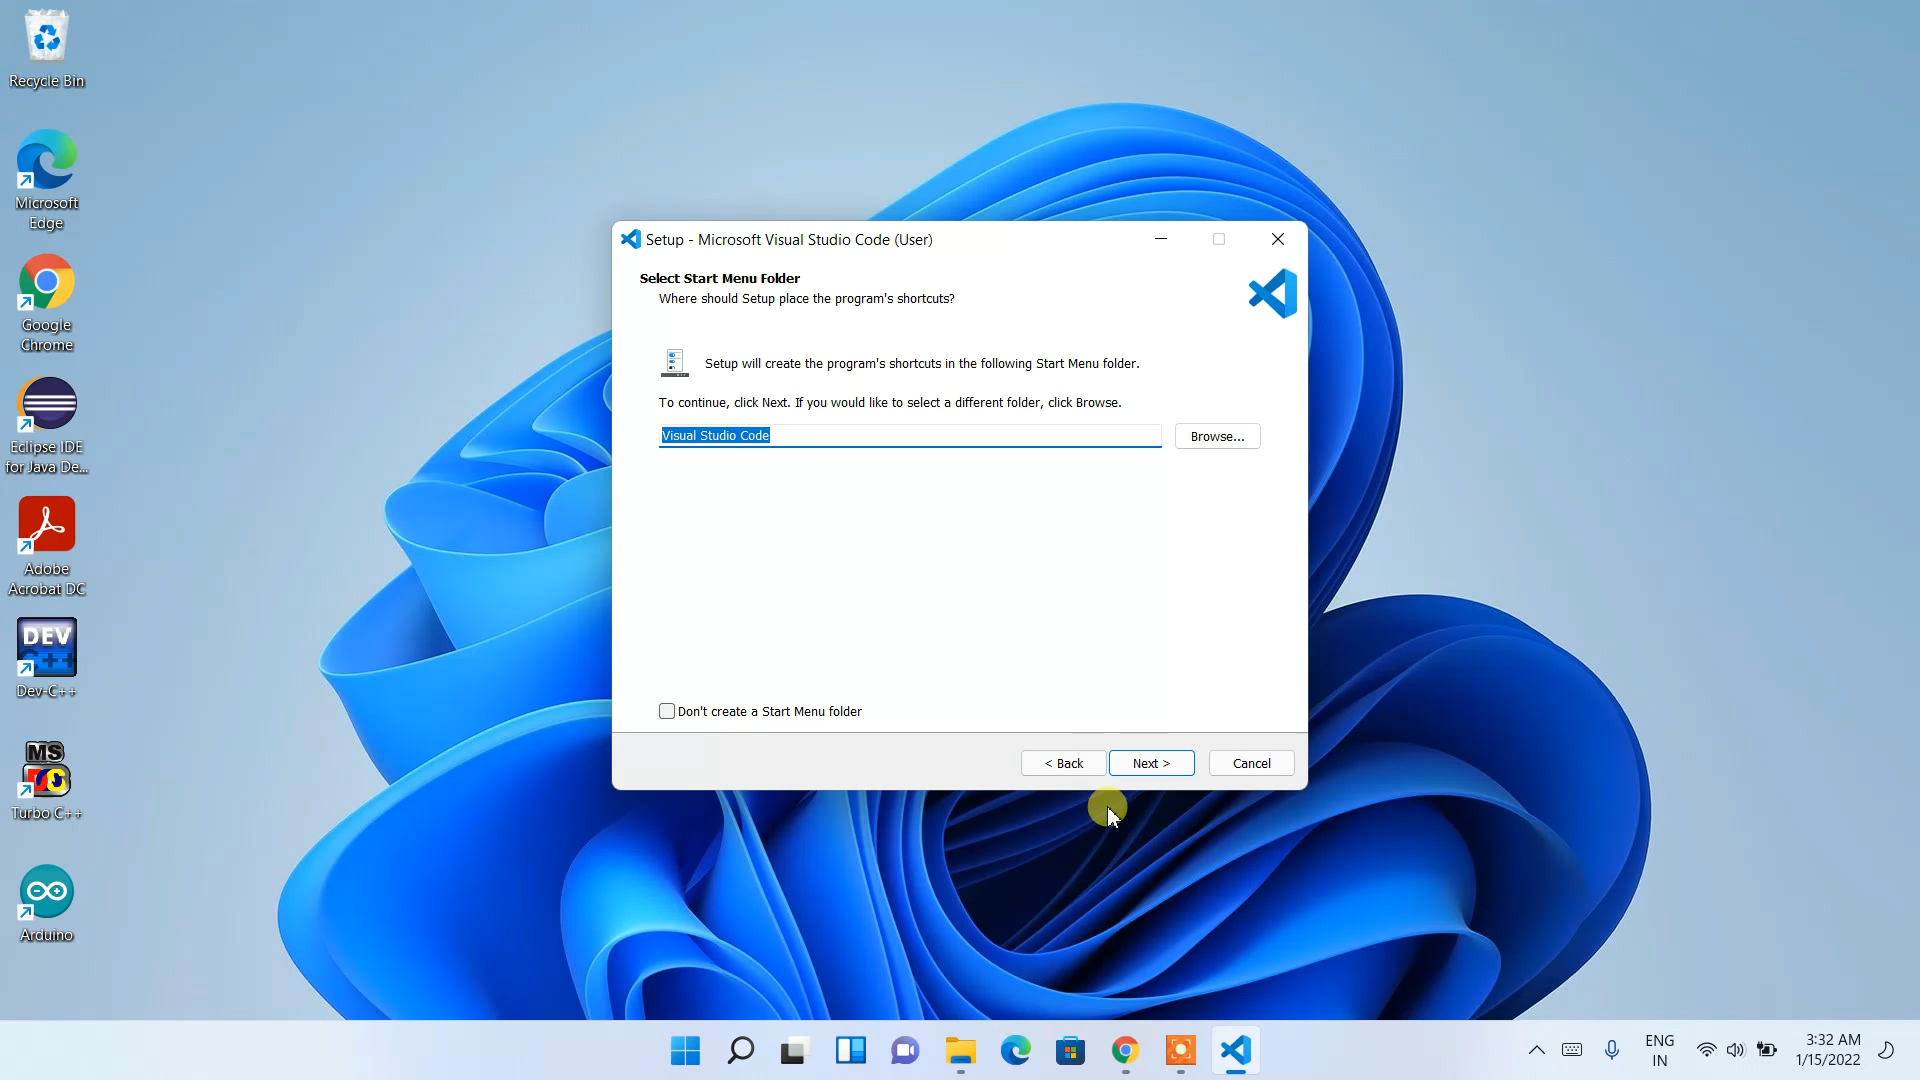 Recycle Bin
Microsoft
Edge
Google
Chrome
Eclipse IDE
for Java De...
Adobe
Acrobat DC
DEV
C++
Dev-C++
MS
DOS
Turbo C++
Arduino
Setup - Microsoft Visual Studio Code (User)
Select Start Menu Folder
Where should Setup place the program's shortcuts?
Setup will create the program's shortcuts in the following Start Menu folder.
To continue, click Next. If you would like to select a different folder, click Browse.
Visual Studio Code
Browse...
Don't create a Start Menu folder
< Back
Next >
Cancel
ENG
IN
3:32 AM
1/15/2022